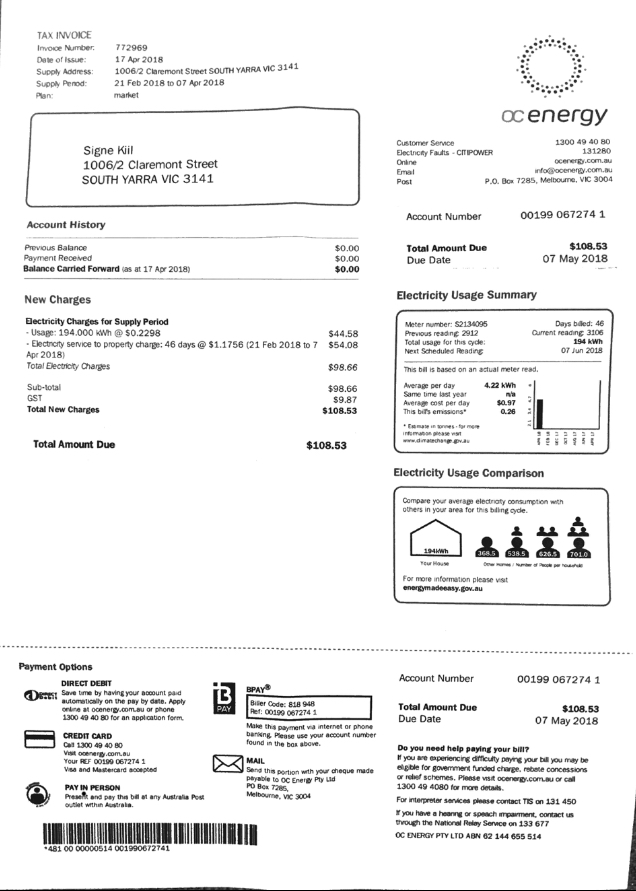 TAX INVOICE
Invoice Number: 772969
Date of Issue: 17 Apr 2018
Supply Address: 1006/2 Claremont Street SOUTH YARRA VIC 3141
Supply Period: 21 Feb 2018 to 07 Apr 2018
Plan: market
ocenergy
Signe Kiil
1006/2 Claremont Street
SOUTH YARRA VIC 3141
Customer Service 1300 49 40 80
Electricity Faults - CITIPOWER 131280
Online ocenergy.com.au
Email info@ocenergy.com.au
Post P.O. Box 7285, Melbourne, VIC 3004
Account Number 00199 067274 1
Total Amount Due $108.53
Due Date 07 May 2018
Account History
Previous Balance $0.00
Payment Received $0.00
Balance Carried Forward (as at 17 Apr 2018) $0.00
New Charges
Electricity Charges for Supply Period
- Usage: 194.000 kWh @ $0.2298 $44.58
- Electricity service to property charge: 46 days @ $1.1756 (21 Feb 2018 to 7 $54.08
Apr 2018)
Total Electricity Charges $98.66
Sub-total $98.66
GST $9.87
Total New Charges $108.53
Total Amount Due $108.53
Electricity Usage Summary
Meter number: S2134095 Days billed: 46
Previous reading: 2912 Current reading: 3106
Total usage for this cycle: 194 kWh
Next Scheduled Reading: 07 Jun 2018
This bill is based on an actual meter read.
Average per day 4.22 kWh
Same time last year n/a
Average cost per day $0.97
This bill's emissions* 0.26
* Estimate in tonnes - for more
information please visit
www.climatechange.gov.au
Electricity Usage Comparison
Compare your average electricity consumption with
others in your area for this billing cycle.
194kWh 368.5 538.5 626.5 701.0
Your House Other Homes / Number of People per household
For more information please visit
energymadeeasy.gov.au
Payment Options
DIRECT DEBIT
Save time by having your account paid
automatically on the pay by date. Apply
online at ocenergy.com.au or phone
1300 49 40 80 for an application form.
CREDIT CARD
Call 1300 49 40 80
Visit ocenergy.com.au
Your REF 00199 067274 1
Visa and Mastercard accepted
PAY IN PERSON
Present and pay this bill at any Australia Post
outlet within Australia.
*481 00 00000514 001990672741
B
PAY
BPAY®
Biller Code: 818 948
Ref: 00199 067274 1
Make this payment via internet or phone
banking. Please use your account number
found in the box above.
MAIL
Send this portion with your cheque made
payable to OC Energy Pty Ltd
PO Box 7285,
Melbourne, VIC 3004
Account Number 00199 067274 1
Total Amount Due $108.53
Due Date 07 May 2018
Do you need help paying your bill?
If you are experiencing difficulty paying your bill you may be
eligible for government funded charge, rebate concessions
or relief schemes. Please visit ocenergy.com.au or call
1300 49 4080 for more details.
For interpreter services please contact TIS on 131 450
If you have a hearing or speach impairment, contact us
through the National Relay Service on 133 677
OC ENERGY PTY LTD ABN 62 144 655 514